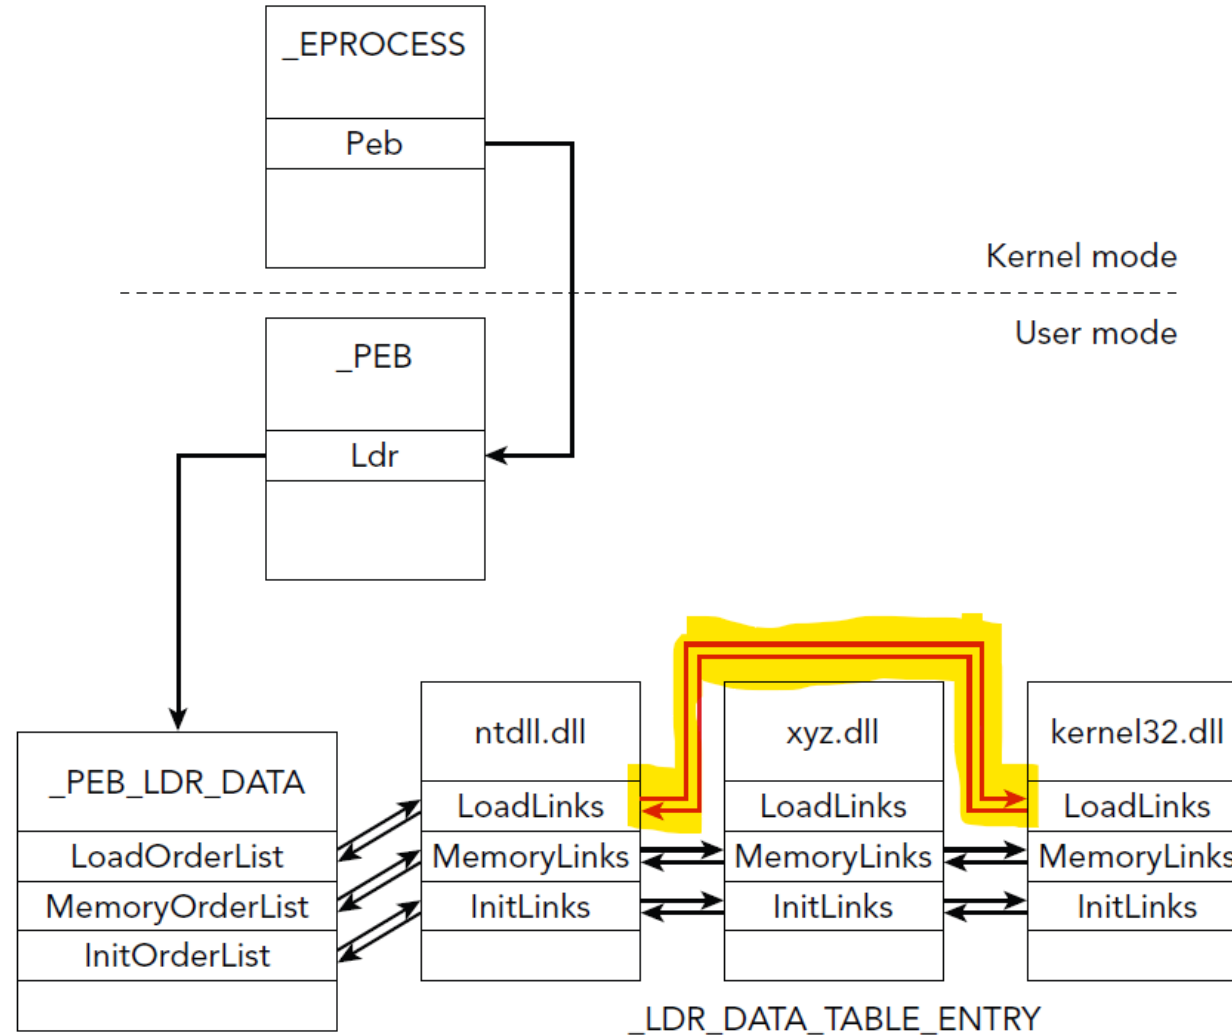 _EPROCESS
Peb
Kernel mode
User mode
_PEB
Ldr
_PEB_LDR_DATA
LoadOrderList
MemoryOrderList
InitOrderList
ntdll.dll
LoadLinks
MemoryLinks
InitLinks
xyz.dll
LoadLinks
MemoryLinks
InitLinks
kernel32.dll
LoadLinks
MemoryLinks
InitLinks
_LDR_DATA_TABLE_ENTRY